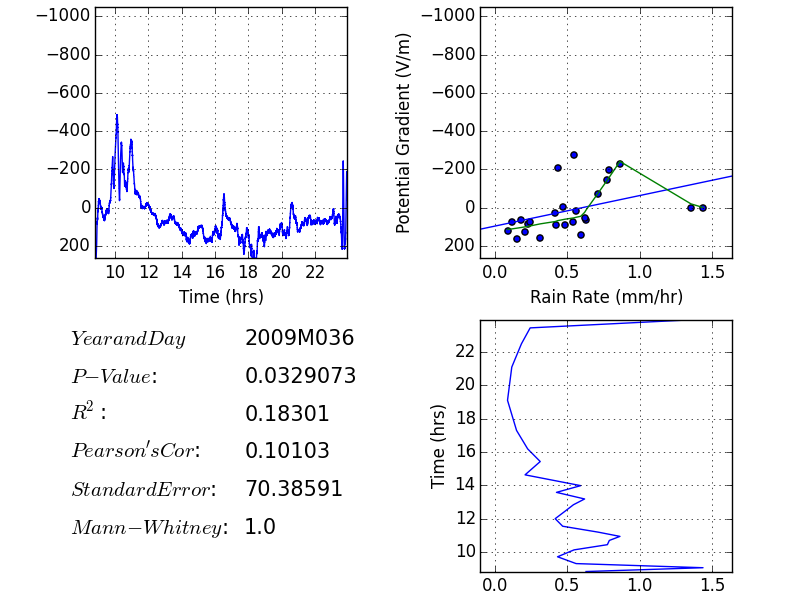 −1000
−800
−600
−400
−200
0
200
10 12 14 16 18 20 22
Time (hrs)
Potential Gradient (V/m)
−1000
−800
−600
−400
−200
0
200
0.0 0.5 1.0 1.5
Rain Rate (mm/hr)
YearandDay 2009M036
P−Value: 0.0329073
R²: 0.18301
Pearson'sCor: 0.10103
StandardError: 70.38591
Mann−Whitney: 1.0
Time (hrs)
22
20
18
16
14
12
10
0.0 0.5 1.0 1.5